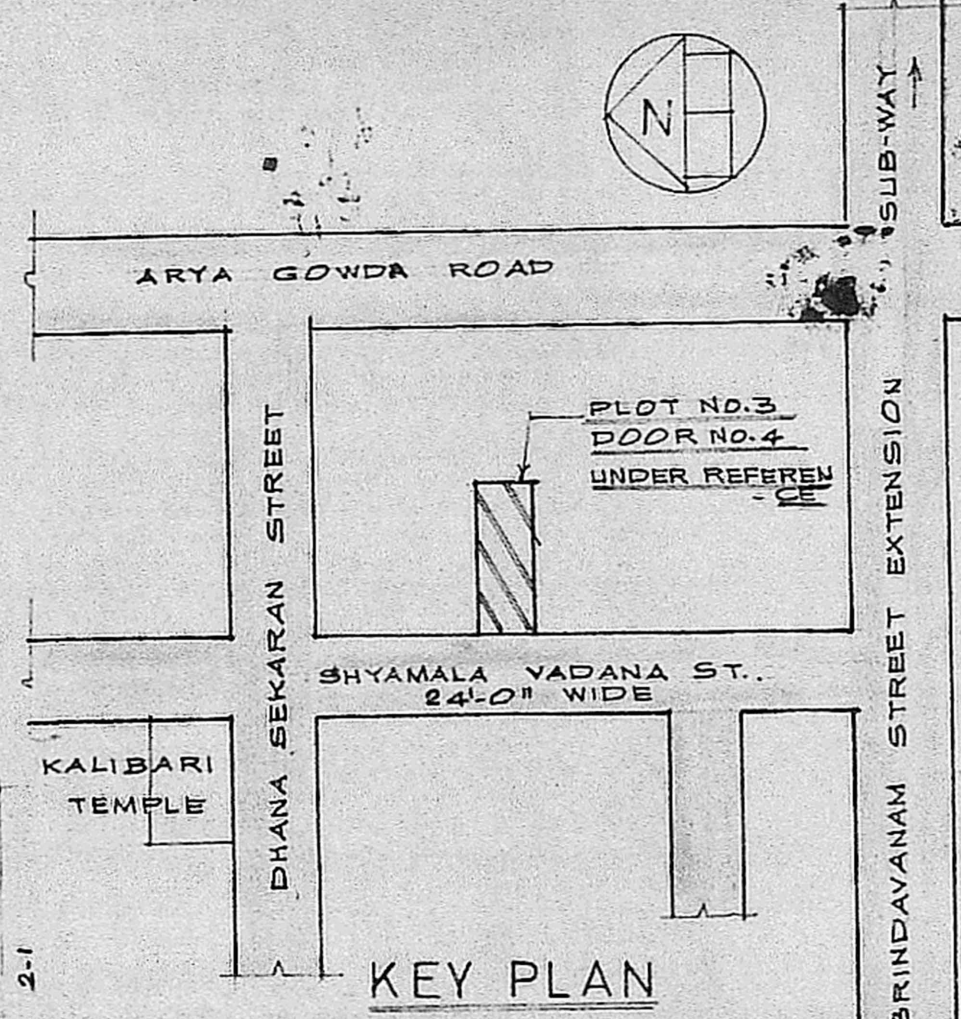 N
SUB-WAY
ARYA GOWDA ROAD
PLOT NO.3
DOOR NO.4
UNDER REFEREN
-CE
DHANA SEKARAN STREET
BRINDAVANAM STREET EXTENSION
SHYAMALA VADANA ST..
24'-0" WIDE
KALIBARI
TEMPLE
2-1
KEY PLAN